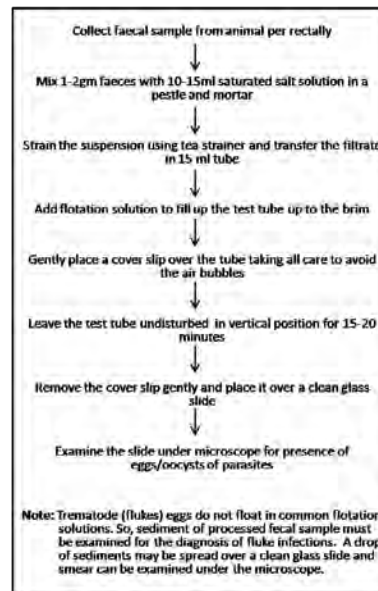 Collect faecal sample from animal per rectally
Mix 1-2gm faeces with 10-15ml saturated salt solution in a
pestle and mortar
Strain the suspension using tea strainer and transfer the filtrate
in 15 ml tube
Add flotation solution to fill up the test tube up to the brim
Gently place a cover slip over the tube taking all care to avoid
the air bubbles
Leave the test tube undisturbed in vertical position for 15-20
minutes
Remove the cover slip gently and place it over a clean glass
slide
Examine the slide under microscope for presence of
eggs/oocysts of parasites
Note: Trematode (flukes) eggs do not float in common flotation
solutions. So, sediment of processed fecal sample must
be examined for the diagnosis of fluke infections. A drop
of sediments may be spread over a clean glass slide and
smear can be examined under the microscope.